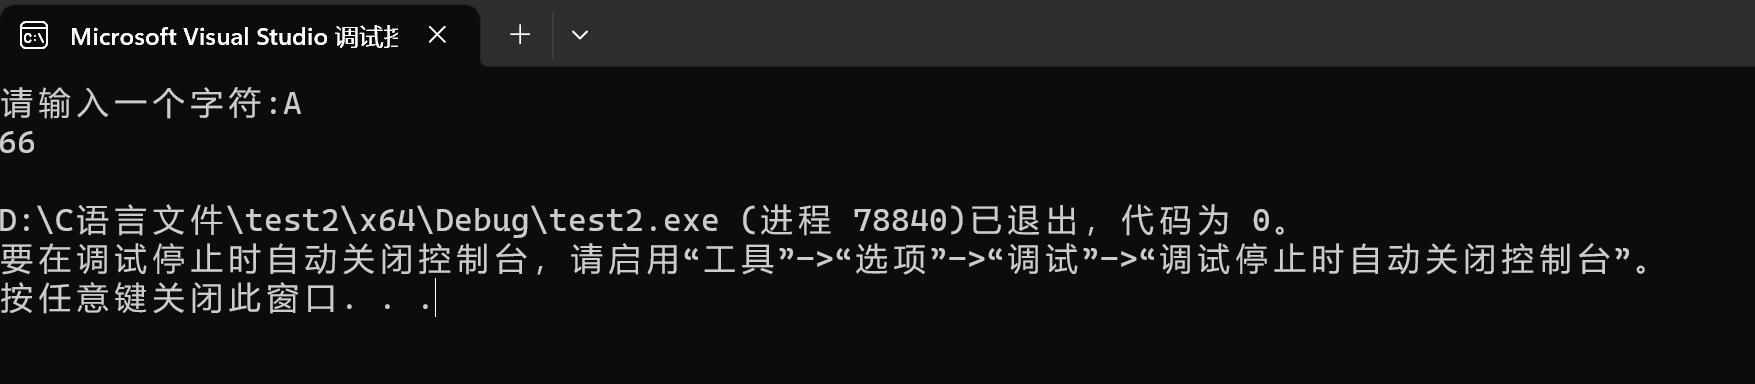 Microsoft Visual Studio 调试
请输入一个字符:A
66
D:\C语言文件\test2\x64\Debug\test2.exe (进程 78840)已退出，代码为 0。
要在调试停止时自动关闭控制台，请启用“工具”->“选项”->“调试”->“调试停止时自动关闭控制台”。
按任意键关闭此窗口. . .